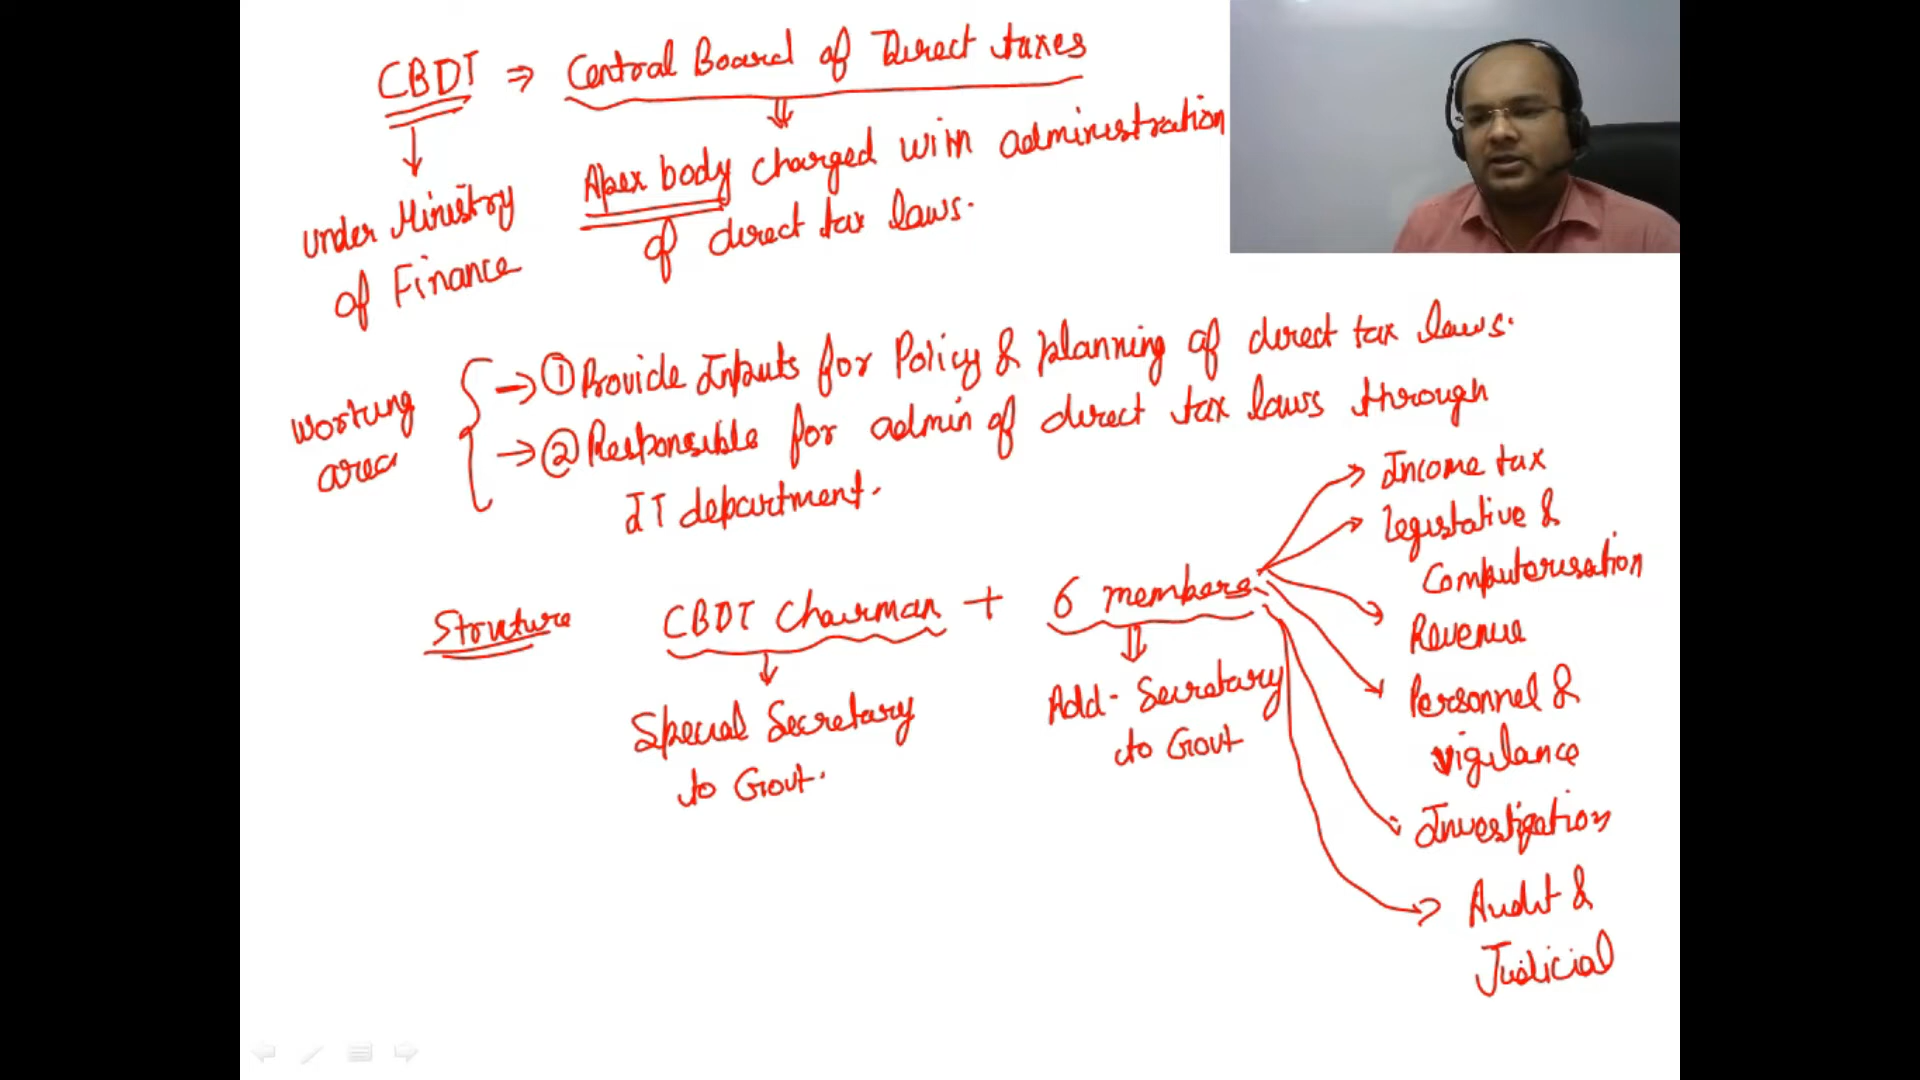 CBDT ⇒ Central Board of Direct taxes
under Ministry
of Finance
Apex body charged with administration
of direct tax laws.
Working
area
→ ① Provide Inputs for Policy & planning of direct tax laws.
→ ② Responsible for admin of direct tax laws through
IT department.
Structure
CBDT Chairman + 6 members
Special Secretary
to Govt.
Add- Secretary
to Govt
Income tax
Legistative &
Computerisation
Revenue
Personnel &
vigilance
Investigation
Audit &
Judicial